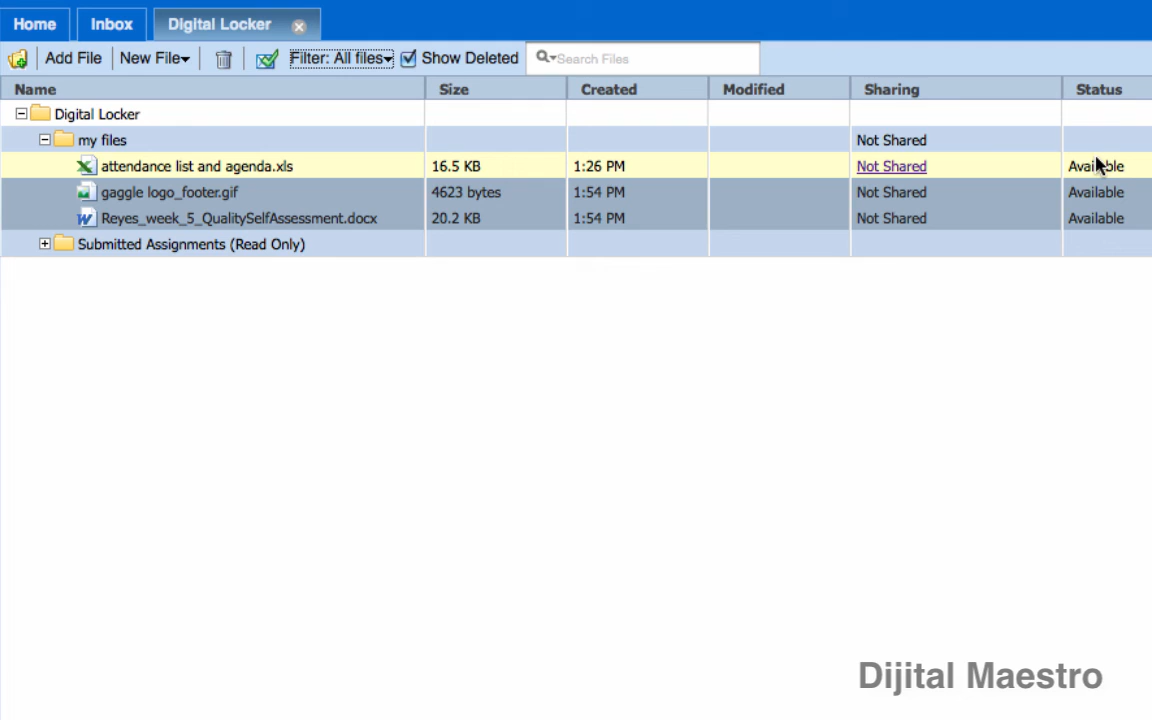 Home Inbox Digital Locker
Add File New File Filter: All files Show Deleted Search Files
Name Size Created Modified Sharing Status
Digital Locker
my files Not Shared
attendance list and agenda.xls 16.5 KB 1:26 PM Not Shared Available
gaggle logo_footer.gif 4623 bytes 1:54 PM Not Shared Available
Reyes_week_5_QualitySelfAssessment.docx 20.2 KB 1:54 PM Not Shared Available
Submitted Assignments (Read Only)
Dijital Maestro